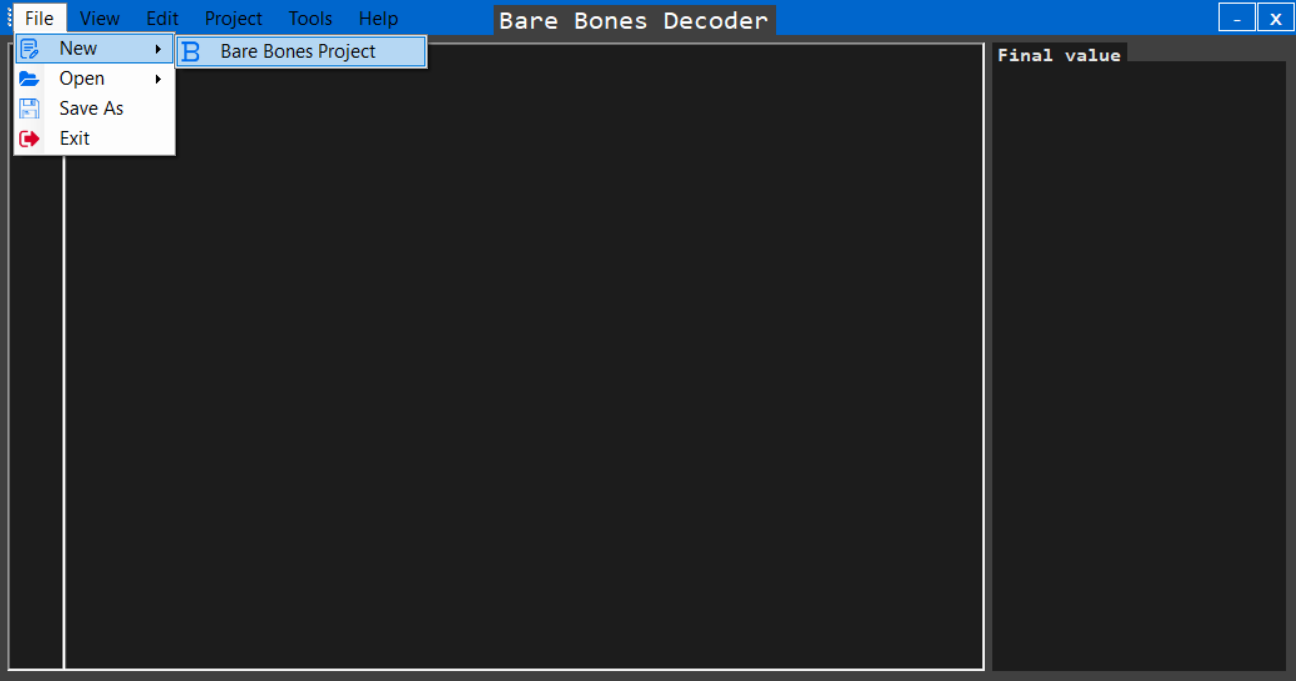 File View Edit Project Tools Help Bare Bones Decoder - x
New B Bare Bones Project
Open
Save As
Exit
Final value